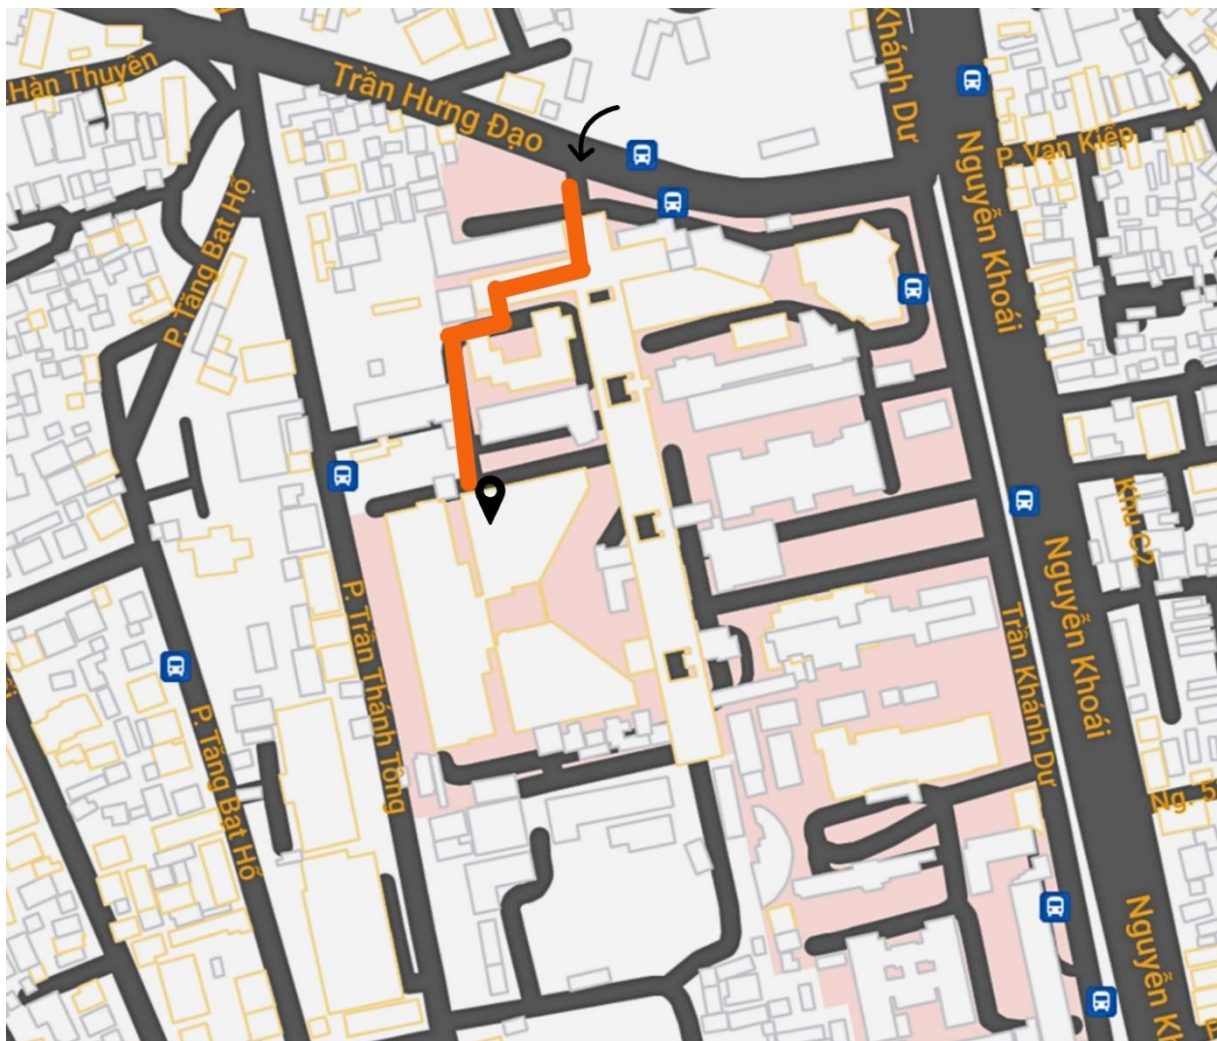 Hàn Thuyên
Trần Hưng Đạo
Khánh Dư
P. Vạn Kiếp
Nguyễn Khoái
P. Tăng Bạt Hổ
Khu C2
P. Trần Thánh Tông
Nguyễn Khoái
Trần Khánh Dư
P. Tăng Bạt Hổ
Ng. 5
Nguyễn Kh